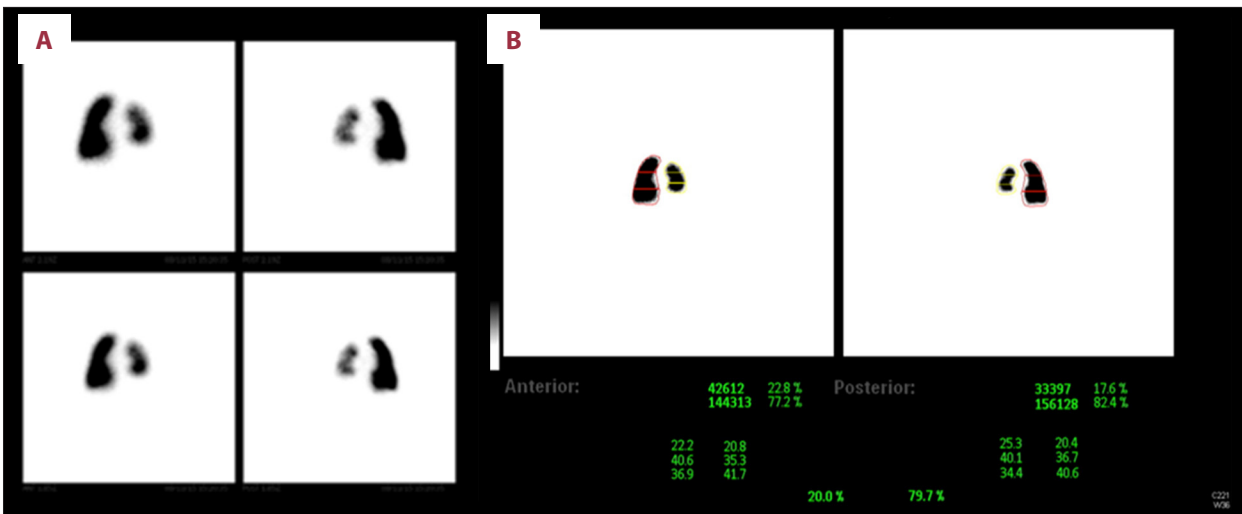 A
B
Anterior:
42612 22.8 %
144313 77.2 %
Posterior:
33397 17.6 %
156128 82.4 %
22.2 20.8
40.6 35.3
36.9 41.7
25.3 20.4
40.1 36.7
34.4 40.6
20.0 % 79.7 %
C221
W36